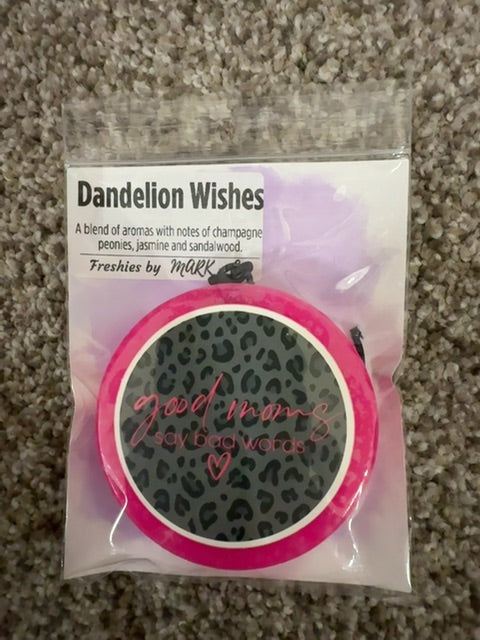 Dandelion Wishes
A blend of aromas with notes of champagne
peonies, jasmine and sandalwood.
Freshies by MARK
good moms
say bad words